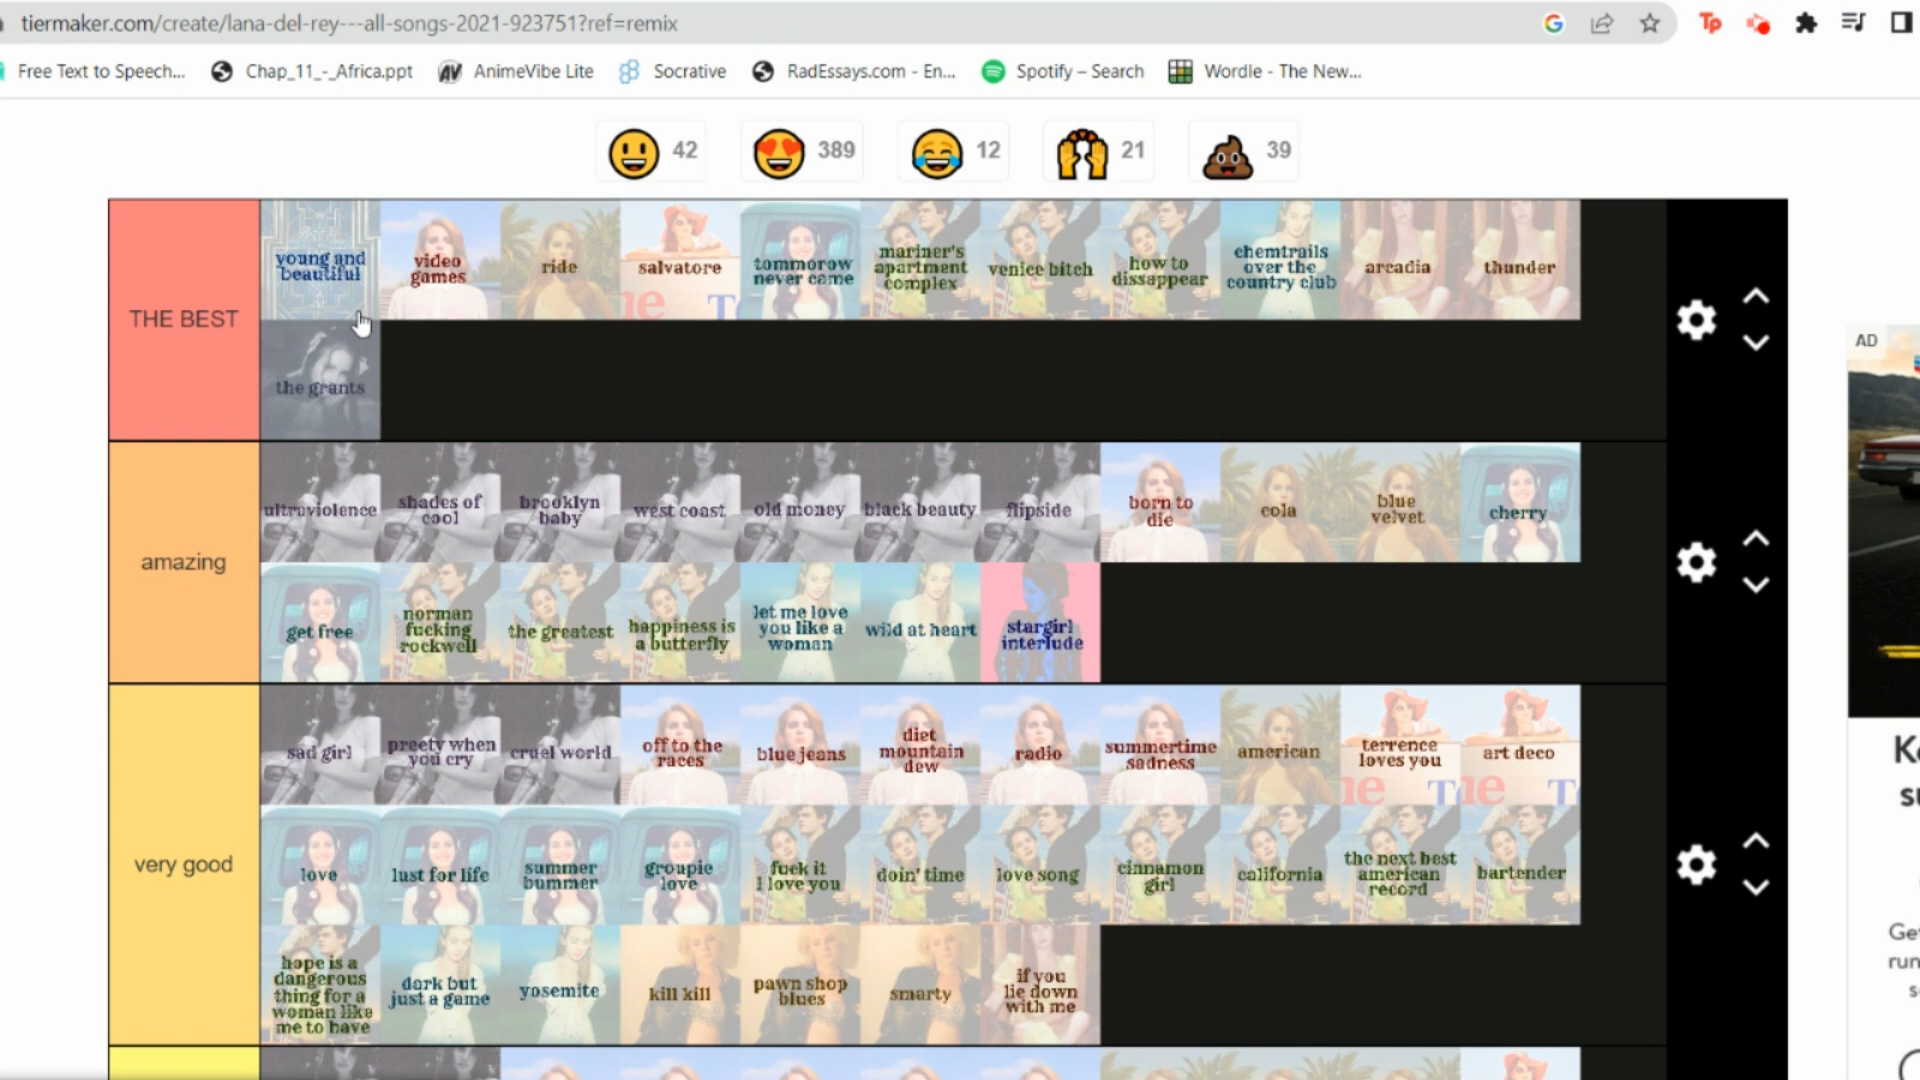 tiermaker.com/create/lana-del-rey---all-songs-2021-923751?ref=remix
Free Text to Speech... Chap_11_-_Africa.ppt AnimeVibe Lite Socrative RadEssays.com - En... Spotify – Search Wordle - The New...
42 389 12 21 39
THE BEST
young and
beautiful
video
games
ride
salvatore
tommorow
never came
mariner's
apartment
complex
venice bitch
how to
dissappear
chemtrails
over the
country club
arcadia
thunder
the grants
amazing
ultraviolence
shades of
cool
brooklyn
baby
west coast
old money
black beauty
flipside
born to
die
cola
blue
velvet
cherry
get free
norman
fucking
rockwell
the greatest
happiness is
a butterfly
let me love
you like a
woman
wild at heart
stargirl
interlude
very good
sad girl
preety when
you cry
cruel world
off to the
races
blue jeans
diet
mountain
dew
radio
summertime
sadness
american
terrence
loves you
art deco
love
lust for life
summer
bummer
groupie
love
fuck it
I love you
doin' time
love song
cinnamon
girl
california
the next best
american
record
bartender
hope is a
dangerous
thing for a
woman like
me to have
dark but
just a game
yosemite
kill kill
pawn shop
blues
smarty
if you
lie down
with me
AD